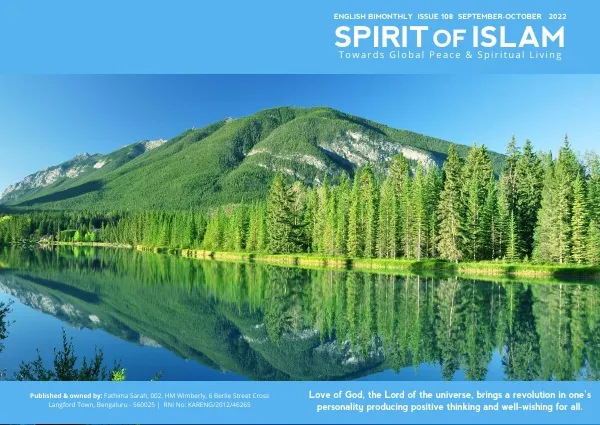 ENGLISH BIMONTHLY ISSUE 108 SEPTEMBER-OCTOBER 2022
SPIRIT OF ISLAM
Towards Global Peace & Spiritual Living
Published & owned by: Fathima Sarah, 002, HM Wimberly, 6 Berlie Street Cross
Langford Town, Bengaluru - 560025 | RNi No: KARENG/2012/46265
Love of God, the Lord of the universe, brings a revolution in one's
personality producing positive thinking and well-wishing for all.